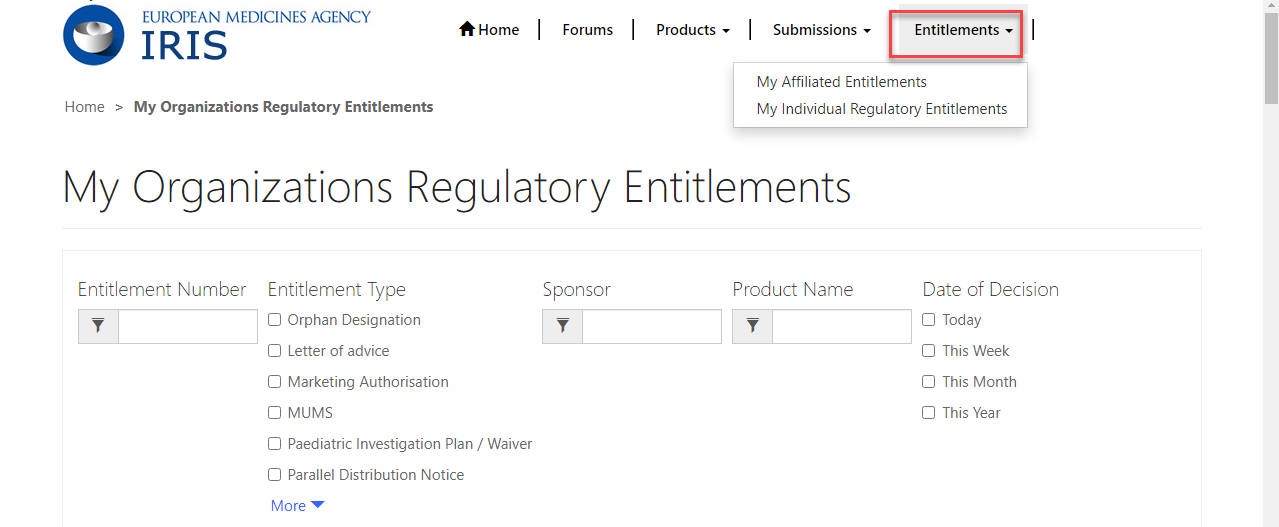 EUROPEAN MEDICINES AGENCY
IRIS
Home
Forums
Products
Submissions
Entitlements
My Affiliated Entitlements
My Individual Regulatory Entitlements
Home > My Organizations Regulatory Entitlements
My Organizations Regulatory Entitlements
Entitlement Number
Entitlement Type
Orphan Designation
Letter of advice
Marketing Authorisation
MUMS
Paediatric Investigation Plan / Waiver
Parallel Distribution Notice
More
Sponsor
Product Name
Date of Decision
Today
This Week
This Month
This Year